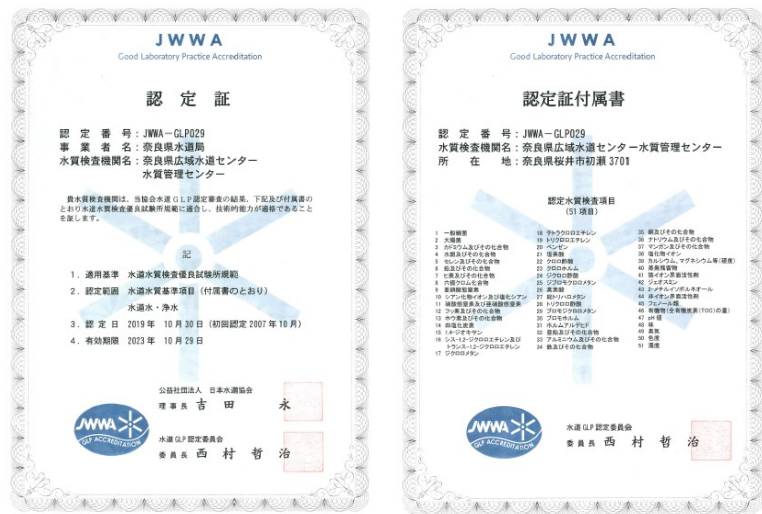 JWWA
Good Laboratory Practice Accreditation
認定証
認定番号：JWWA－GLP029
事業者名：奈良県水道局
水質検査機関名：奈良県広域水道センター
水質管理センター
貴水質検査機関は、当協会水道GLP認定審査の結果、下記及び付属書の
とおり水道水質検査優良試験所規範に適合し、技術的能力が適格であること
を証します。
記
1．適用基準 水道水質検査優良試験所規範
2．認定範囲 水道水質基準項目（付属書のとおり）
水道水・浄水
3．認定日 2019年 10月30日（初回認定2007年10月）
4．有効期限 2023年 10月29日
公益社団法人 日本水道協会
理事長 吉田 永
水道GLP認定委員会
委員長 西村哲治
JWWA
GLP ACCREDITATION
JWWA
Good Laboratory Practice Accreditation
認定証付属書
認定番号：JWWA－GLP029
水質検査機関名：奈良県広域水道センター水質管理センター
所在地：奈良県桜井市初瀬3701
認定水質検査項目
(51項目)
1 一般細菌
2 大腸菌
3 カドミウム及びその化合物
4 水銀及びその化合物
5 セレン及びその化合物
6 鉛及びその化合物
7 ヒ素及びその化合物
8 六価クロム化合物
9 亜硝酸態窒素
10 シアン化物イオン及び塩化シアン
11 硝酸態窒素及び亜硝酸態窒素
12 フッ素及びその化合物
13 ホウ素及びその化合物
14 四塩化炭素
15 1,4-ジオキサン
16 シス-1,2-ジクロロエチレン及び
トランス-1,2-ジクロロエチレン
17 ジクロロメタン
18 テトラクロロエチレン
19 トリクロロエチレン
20 ベンゼン
21 塩素酸
22 クロロ酢酸
23 クロロホルム
24 ジクロロ酢酸
25 ジブロモクロロメタン
26 臭素酸
27 総トリハロメタン
28 トリクロロ酢酸
29 ブロモジクロロメタン
30 ブロモホルム
31 ホルムアルデヒド
32 亜鉛及びその化合物
33 アルミニウム及びその化合物
34 鉄及びその化合物
35 銅及びその化合物
36 ナトリウム及びその化合物
37 マンガン及びその化合物
38 塩化物イオン
39 カルシウム、マグネシウム等(硬度)
40 蒸発残留物
41 陰イオン界面活性剤
42 ジェオスミン
43 2-メチルイソボルネオール
44 非イオン界面活性剤
45 フェノール類
46 有機物(全有機炭素(TOC)の量)
47 pH値
48 味
49 臭気
50 色度
51 濁度
水道GLP認定委員会
委員長 西村哲治
JWWA
GLP ACCREDITATION